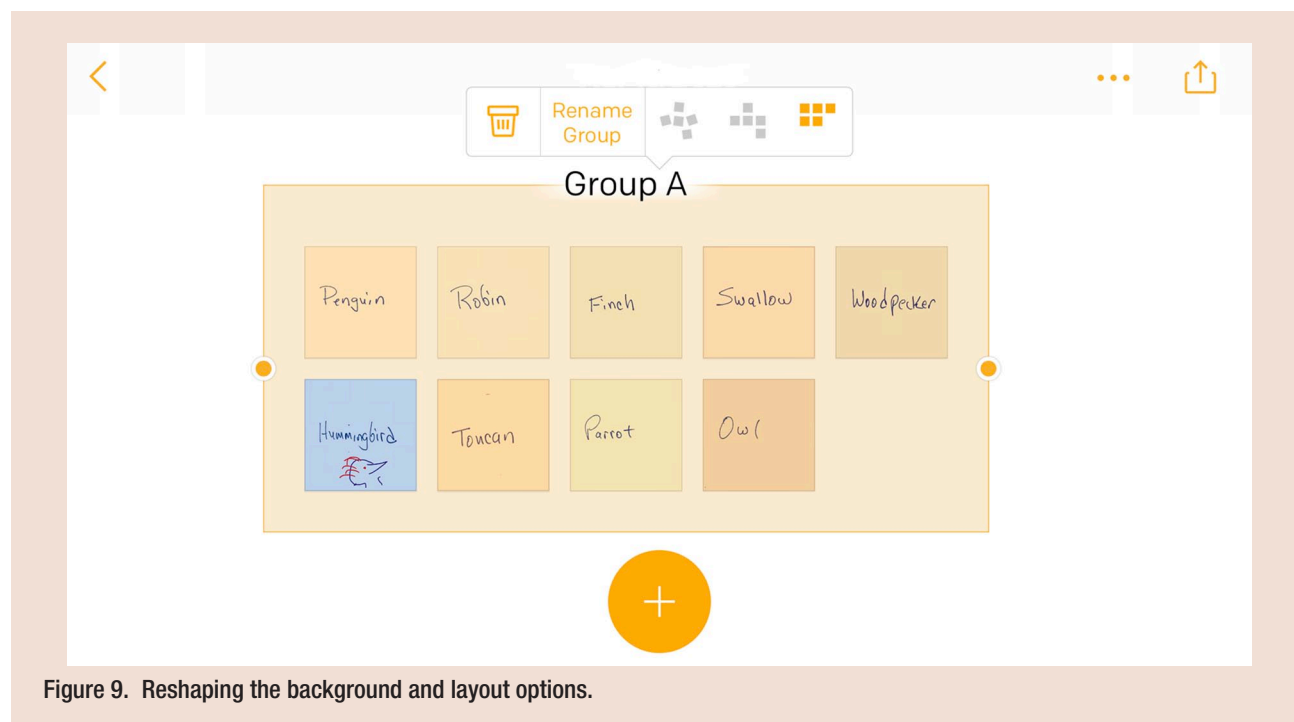 Rename
Group
Group A
Penguin Robin Finch Swallow Woodpecker
Hummingbird Toucan Parrot Owl
Figure 9. Reshaping the background and layout options.